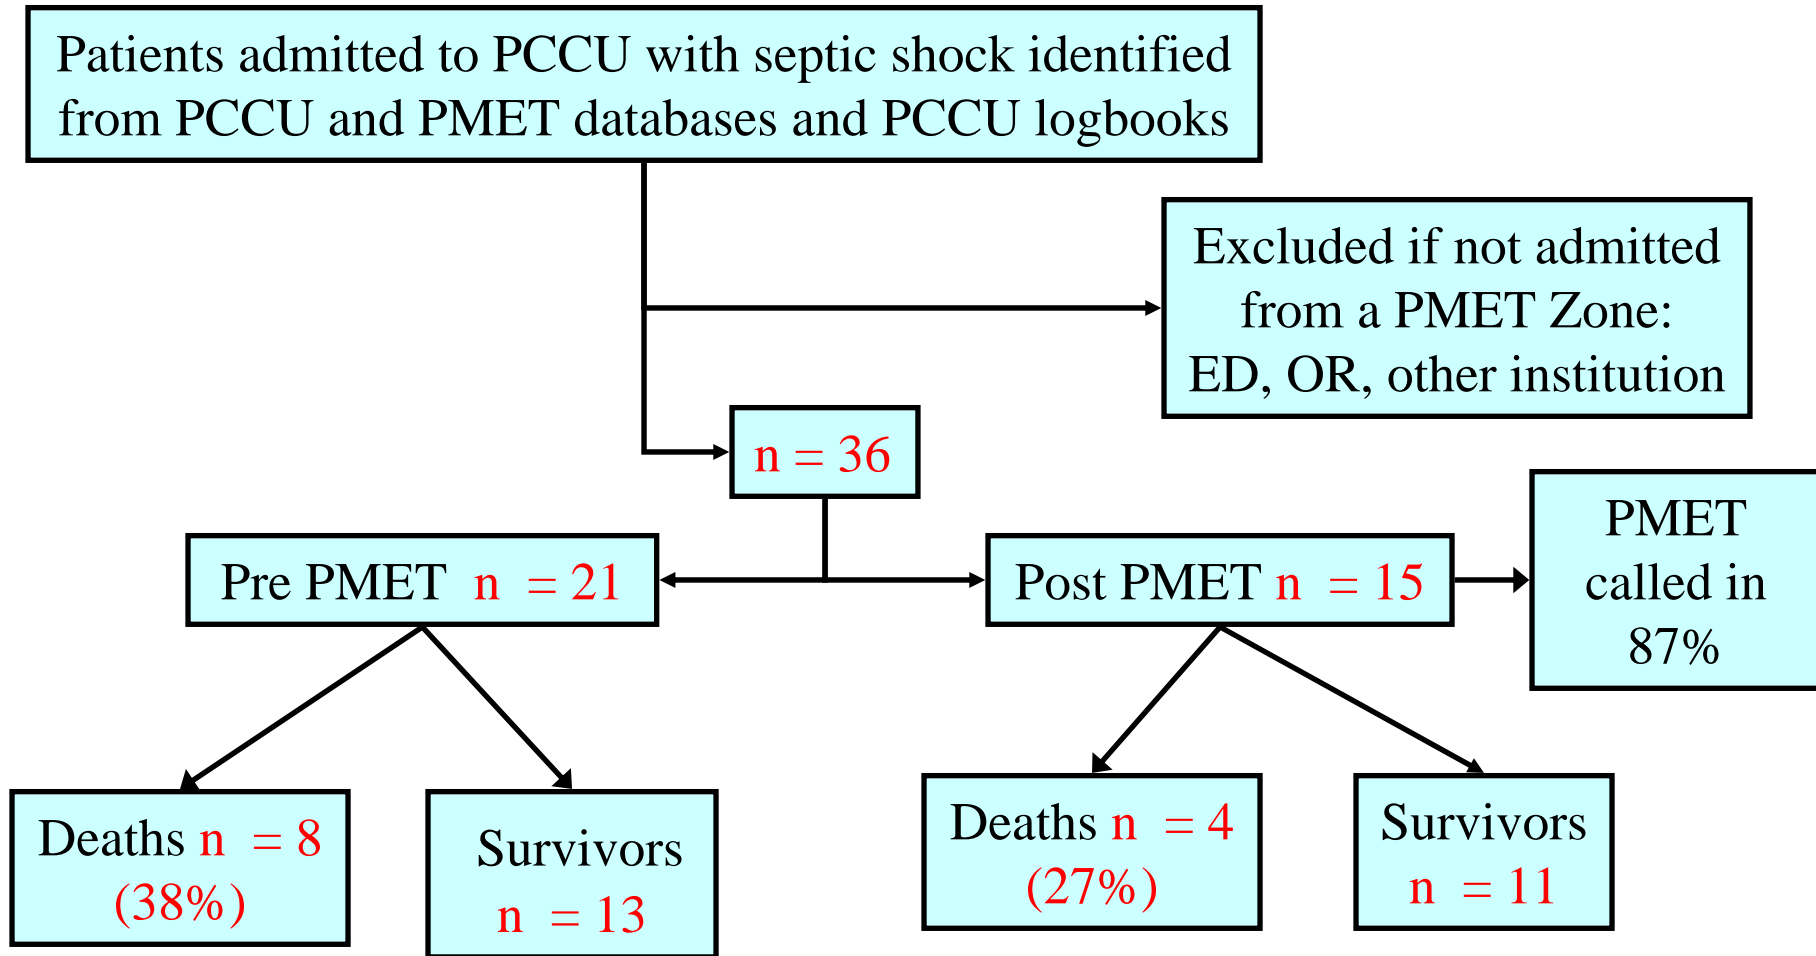 Patients admitted to PCCU with septic shock identified
from PCCU and PMET databases and PCCU logbooks
Excluded if not admitted
from a PMET Zone:
ED, OR, other institution
n = 36
Pre PMET n = 21
Post PMET n = 15
PMET
called in
87%
Deaths n = 8
(38%)
Survivors
n = 13
Deaths n = 4
(27%)
Survivors
n = 11